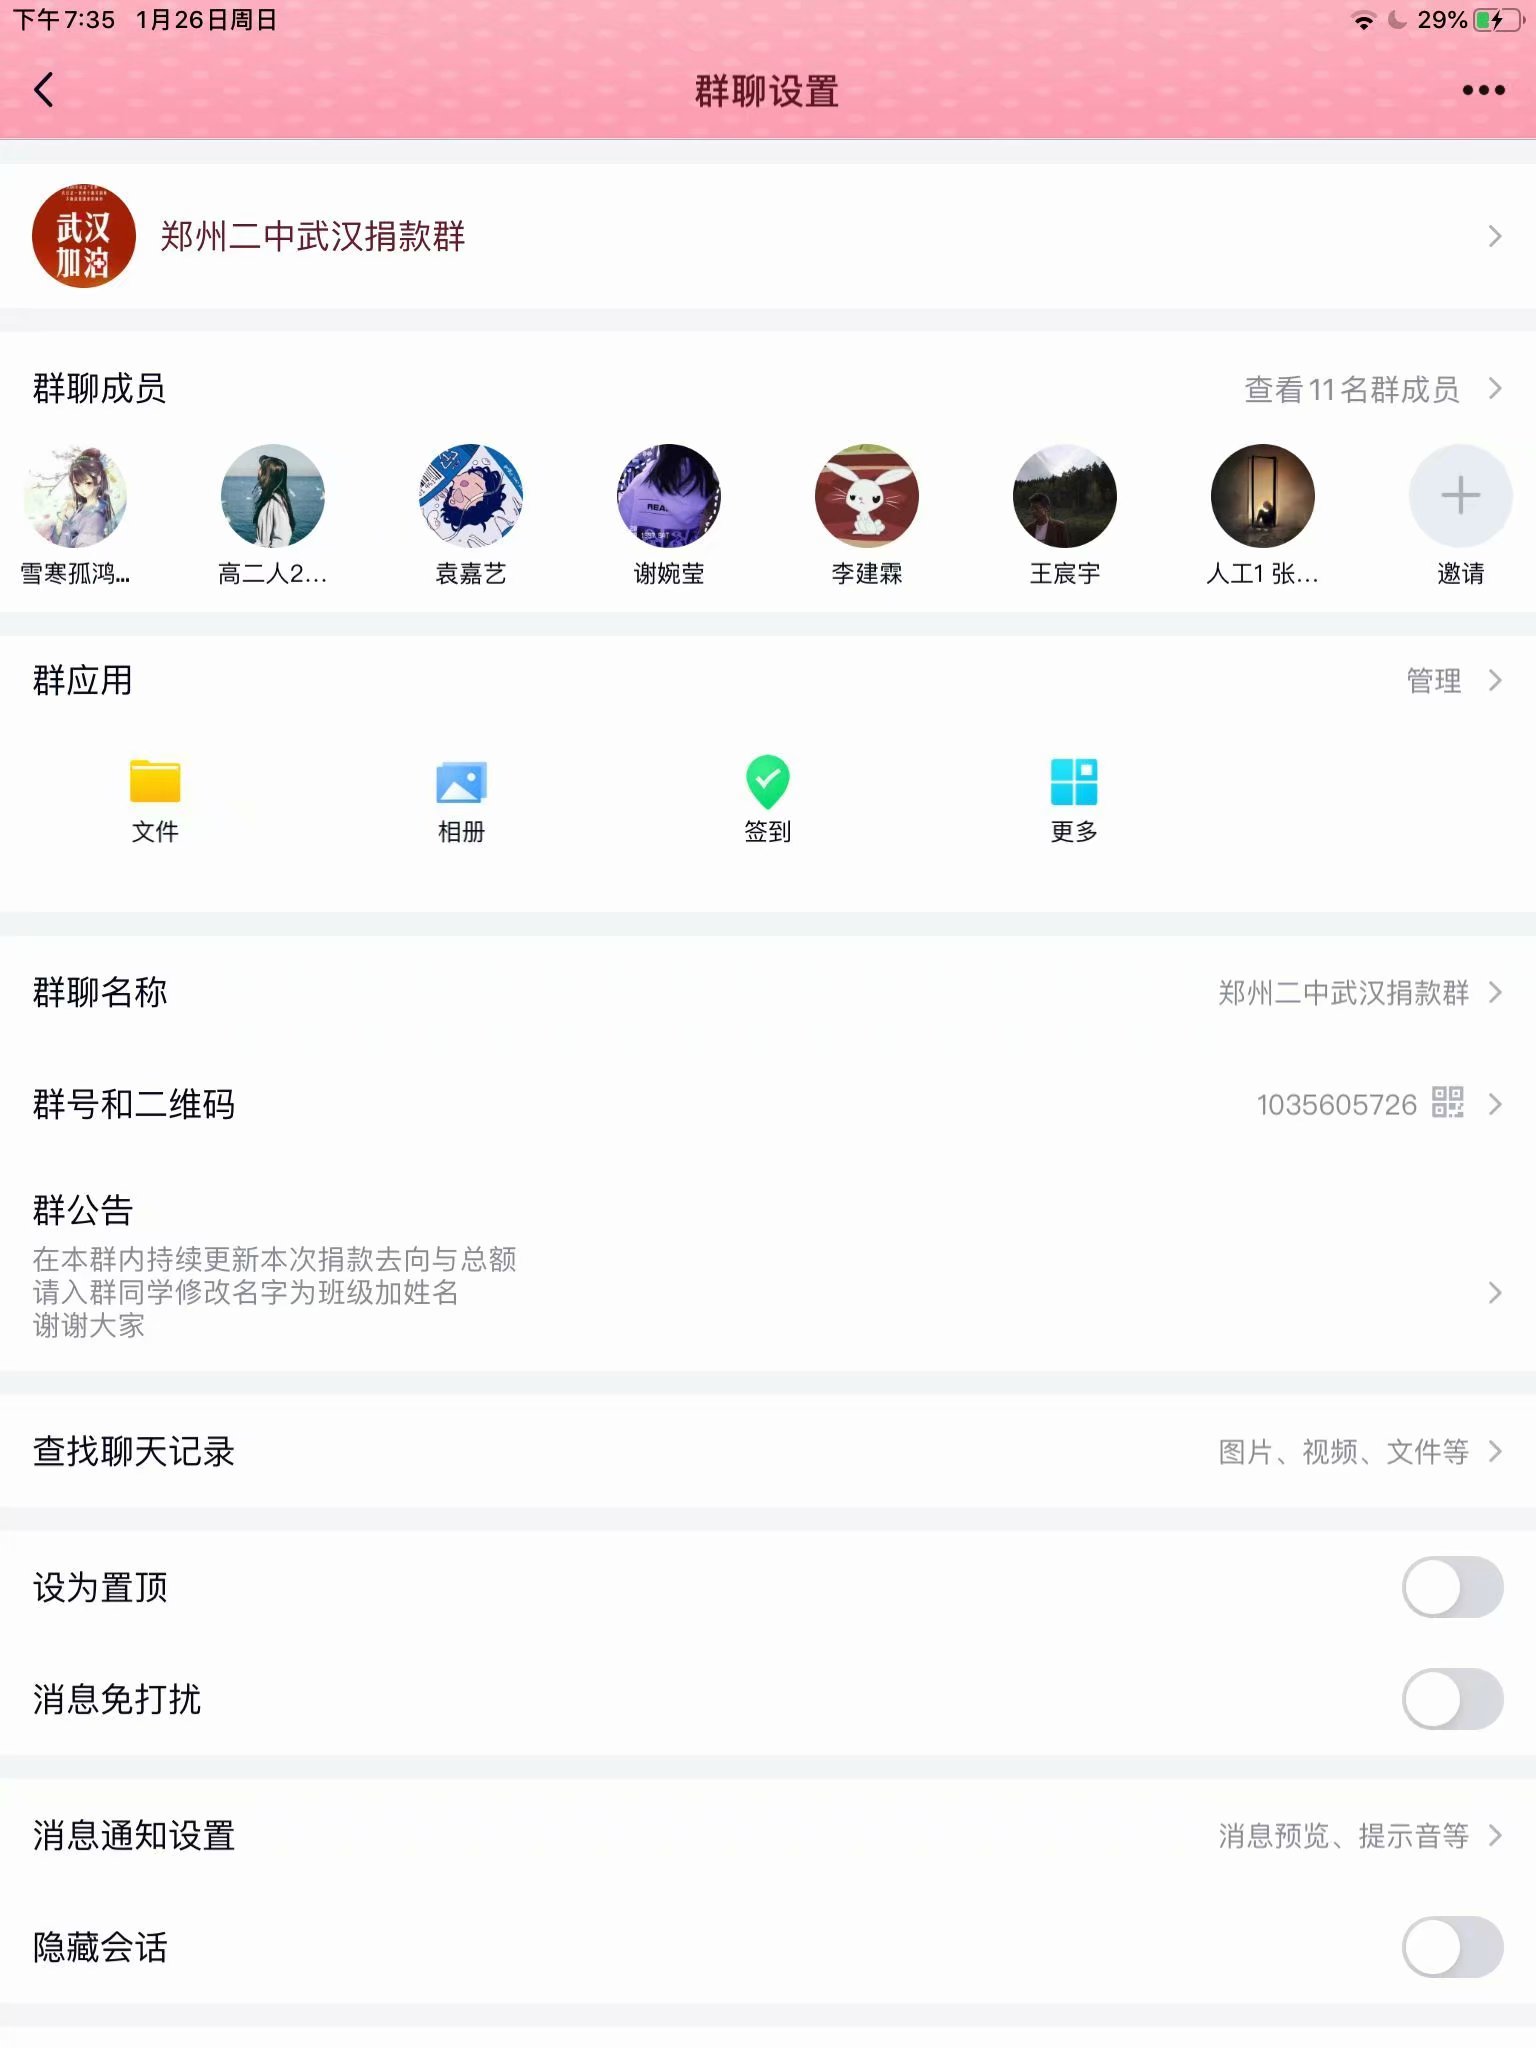 下午7:35 1月26日周日
29%
群聊设置
武汉
加油
郑州二中武汉捐款群
群聊成员
查看11名群成员
雪寒孤鸿...
高二人2...
袁嘉艺
谢婉莹
李建霖
王宸宇
人工1 张...
邀请
群应用
管理
文件
相册
签到
更多
群聊名称
郑州二中武汉捐款群
群号和二维码
1035605726
群公告
在本群内持续更新本次捐款去向与总额
请入群同学修改名字为班级加姓名
谢谢大家
查找聊天记录
图片、视频、文件等
设为置顶
消息免打扰
消息通知设置
消息预览、提示音等
隐藏会话